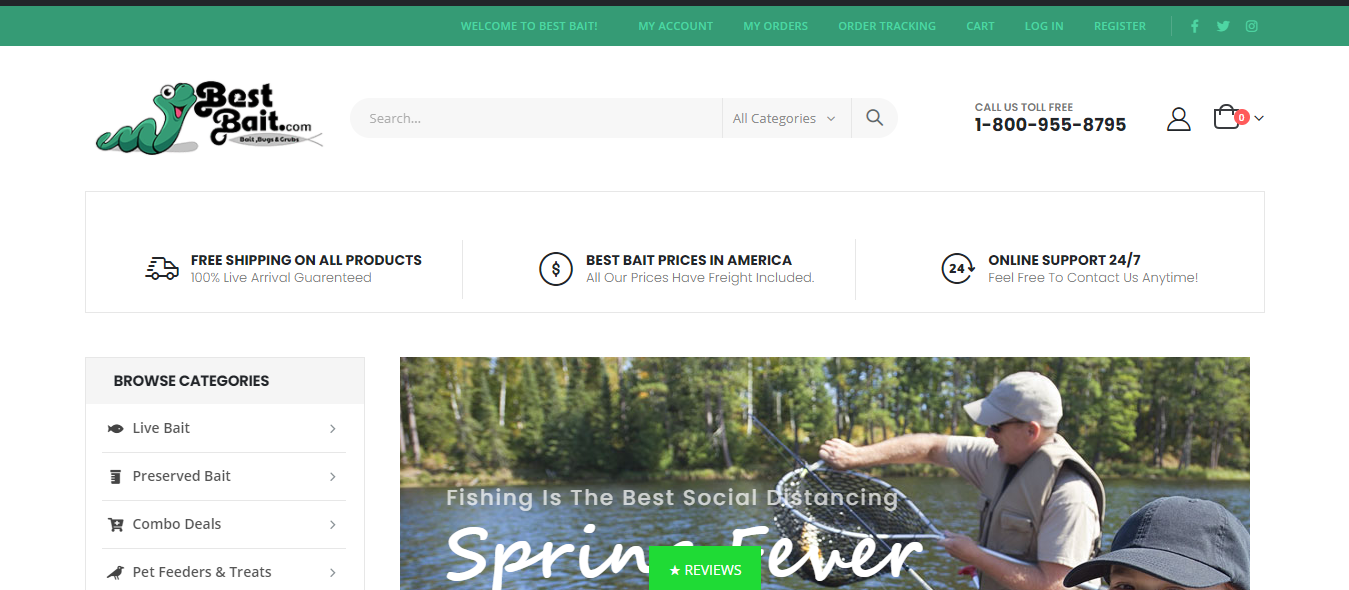 WELCOME TO BEST BAIT! MY ACCOUNT MY ORDERS ORDER TRACKING CART LOG IN REGISTER
Best
Bait.com
Bait, Bugs & Grubs
Search... All Categories
CALL US TOLL FREE
1-800-955-8795
0
FREE SHIPPING ON ALL PRODUCTS
100% Live Arrival Guarenteed
$
BEST BAIT PRICES IN AMERICA
All Our Prices Have Freight Included.
24
ONLINE SUPPORT 24/7
Feel Free To Contact Us Anytime!
BROWSE CATEGORIES
Live Bait
Preserved Bait
Combo Deals
Pet Feeders & Treats
Fishing Is The Best Social Distancing
Spring Fever
★ REVIEWS